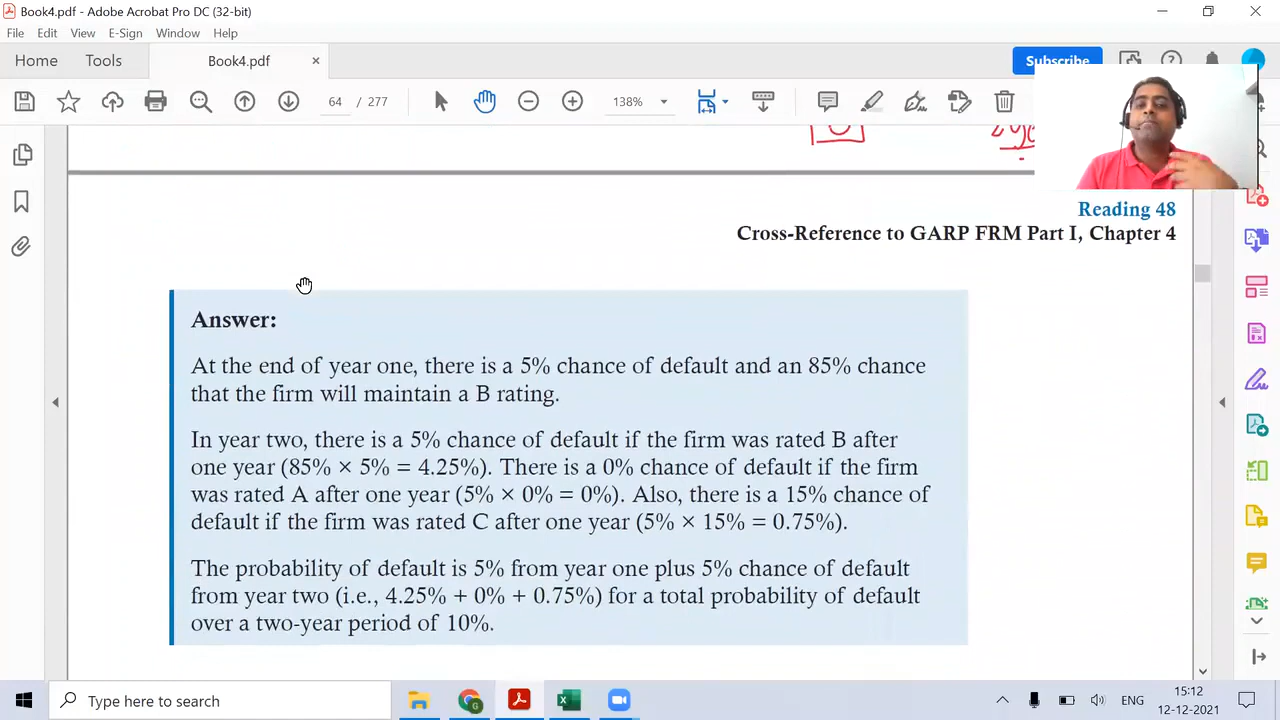 Book4.pdf - Adobe Acrobat Pro DC (32-bit)
File Edit View E-Sign Window Help
Home Tools Book4.pdf × Subscribe
64 / 277 138%
Reading 48
Cross-Reference to GARP FRM Part I, Chapter 4
Answer:
At the end of year one, there is a 5% chance of default and an 85% chance
that the firm will maintain a B rating.
In year two, there is a 5% chance of default if the firm was rated B after
one year (85% × 5% = 4.25%). There is a 0% chance of default if the firm
was rated A after one year (5% × 0% = 0%). Also, there is a 15% chance of
default if the firm was rated C after one year (5% × 15% = 0.75%).
The probability of default is 5% from year one plus 5% chance of default
from year two (i.e., 4.25% + 0% + 0.75%) for a total probability of default
over a two-year period of 10%.
Type here to search
ENG
15:12
12-12-2021